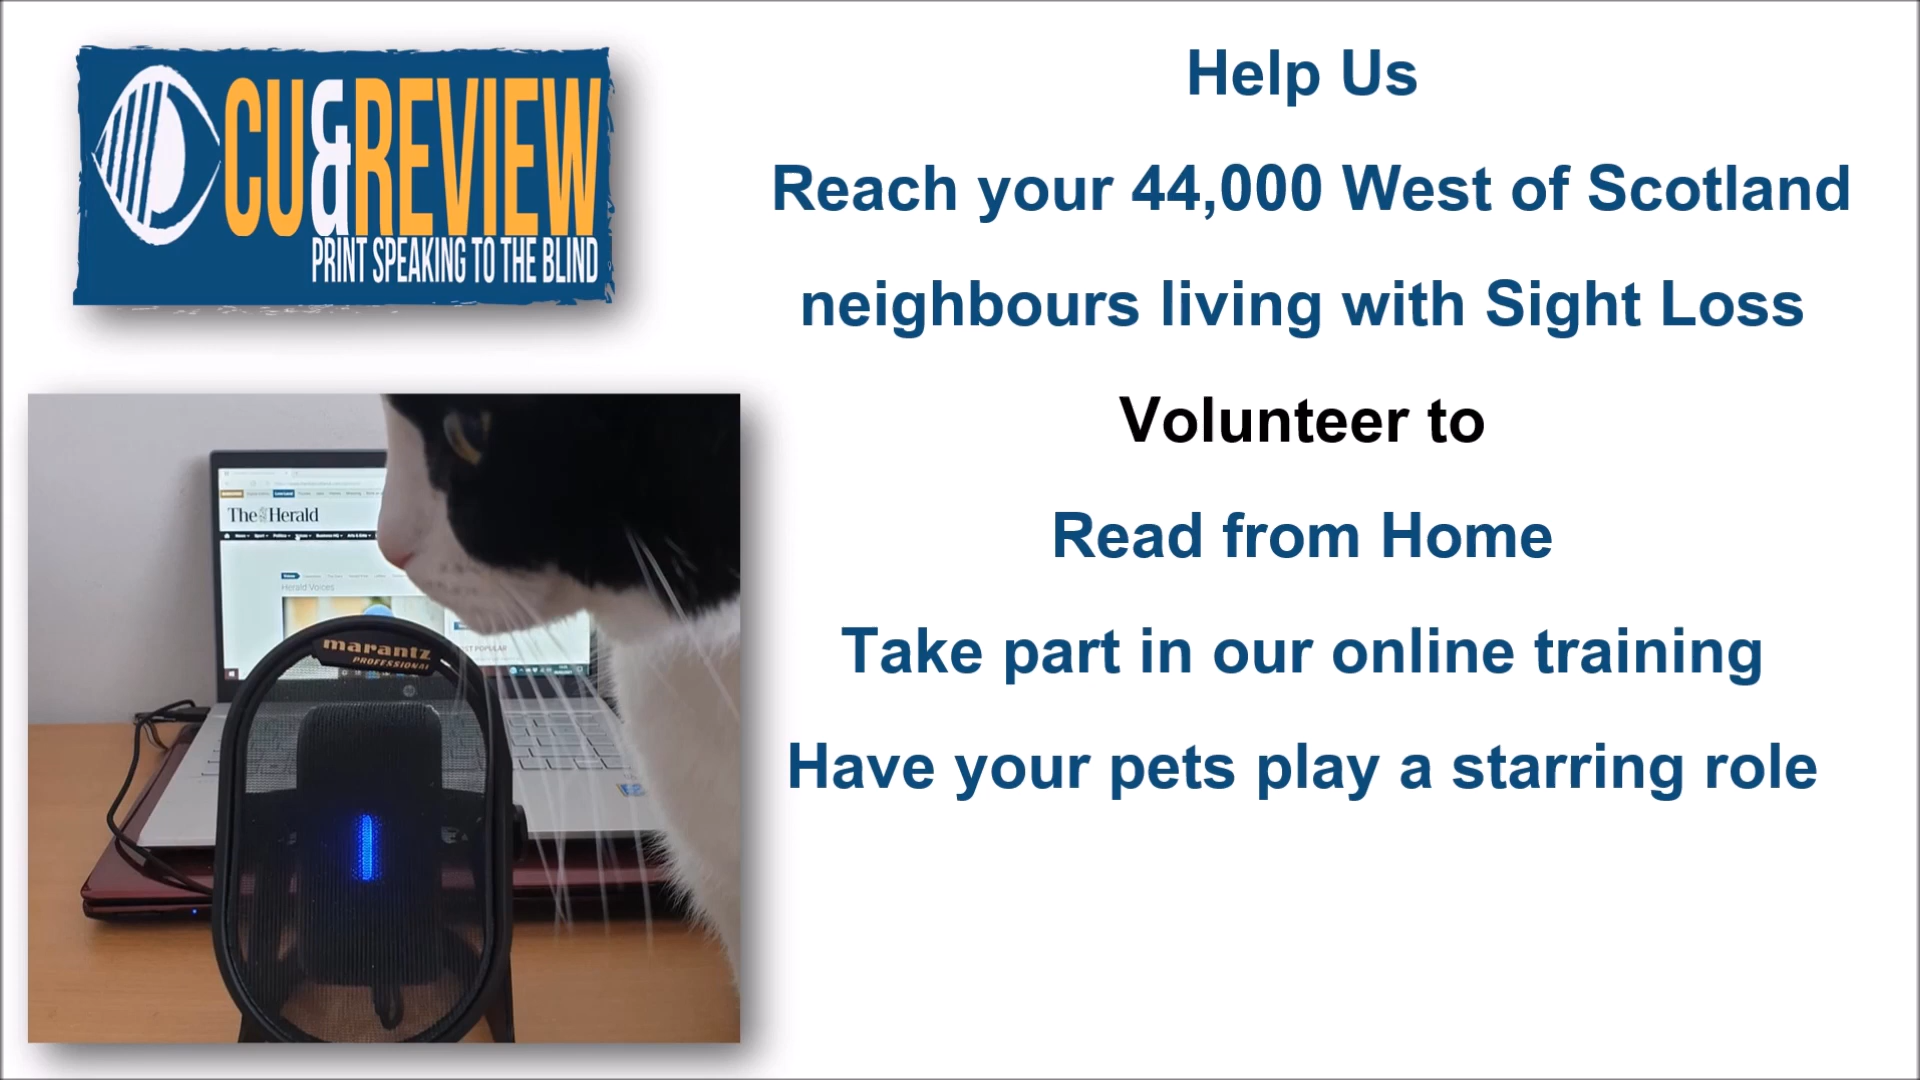 CU&REVIEW
PRINT SPEAKING TO THE BLIND
Help Us
Reach your 44,000 West of Scotland
neighbours living with Sight Loss
Volunteer to
Read from Home
Take part in our online training
Have your pets play a starring role
The Herald
Herald Voices
marantz
PROFESSIONAL